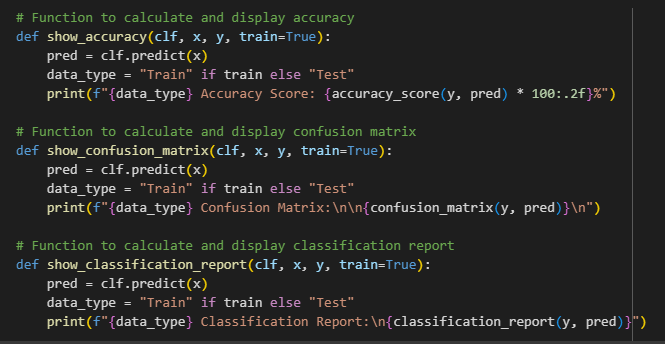 # Function to calculate and display accuracy
def show_accuracy(clf, x, y, train=True):
    pred = clf.predict(x)
    data_type = "Train" if train else "Test"
    print(f"{data_type} Accuracy Score: {accuracy_score(y, pred) * 100:.2f}%")

# Function to calculate and display confusion matrix
def show_confusion_matrix(clf, x, y, train=True):
    pred = clf.predict(x)
    data_type = "Train" if train else "Test"
    print(f"{data_type} Confusion Matrix:\n\n{confusion_matrix(y, pred)}\n")

# Function to calculate and display classification report
def show_classification_report(clf, x, y, train=True):
    pred = clf.predict(x)
    data_type = "Train" if train else "Test"
    print(f"{data_type} Classification Report:\n{classification_report(y, pred)}")